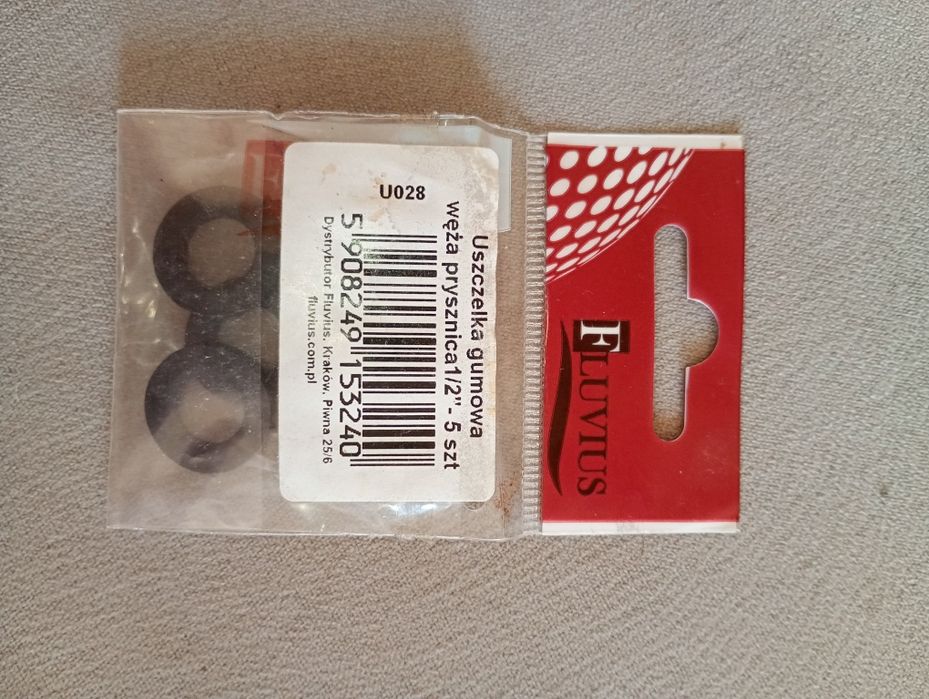 FLUVIUS
Uszczelka gumowa
węża prysznica1/2" - 5 szt
U028
5 908249 153240
Dystrybutor Fluvius. Kraków. Piwna 25/6
fluvius.com.pl